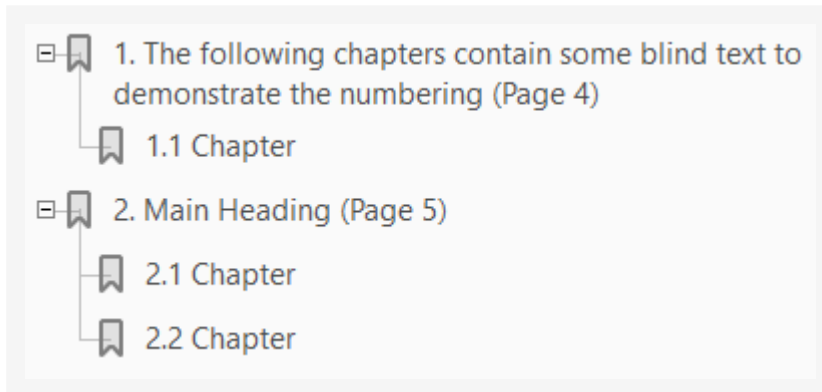 1. The following chapters contain some blind text to
demonstrate the numbering (Page 4)
1.1 Chapter
2. Main Heading (Page 5)
2.1 Chapter
2.2 Chapter